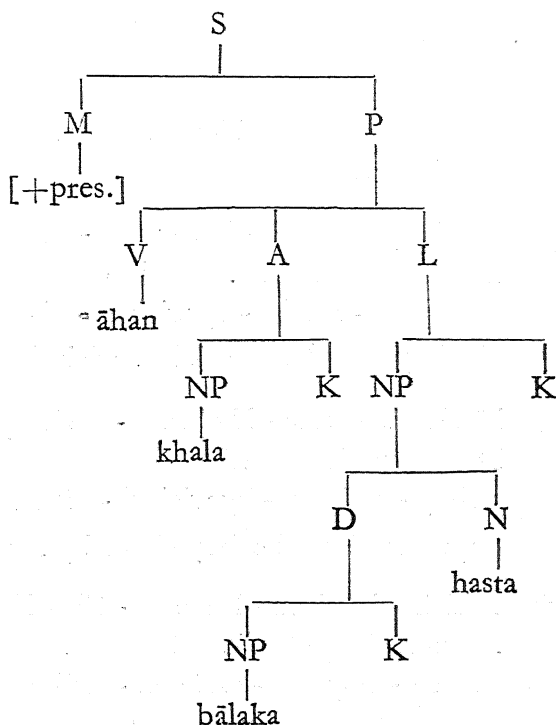 S
M P
[+pres.]
V A L
āhan
NP K NP K
khala
D N
hasta
NP K
bālaka